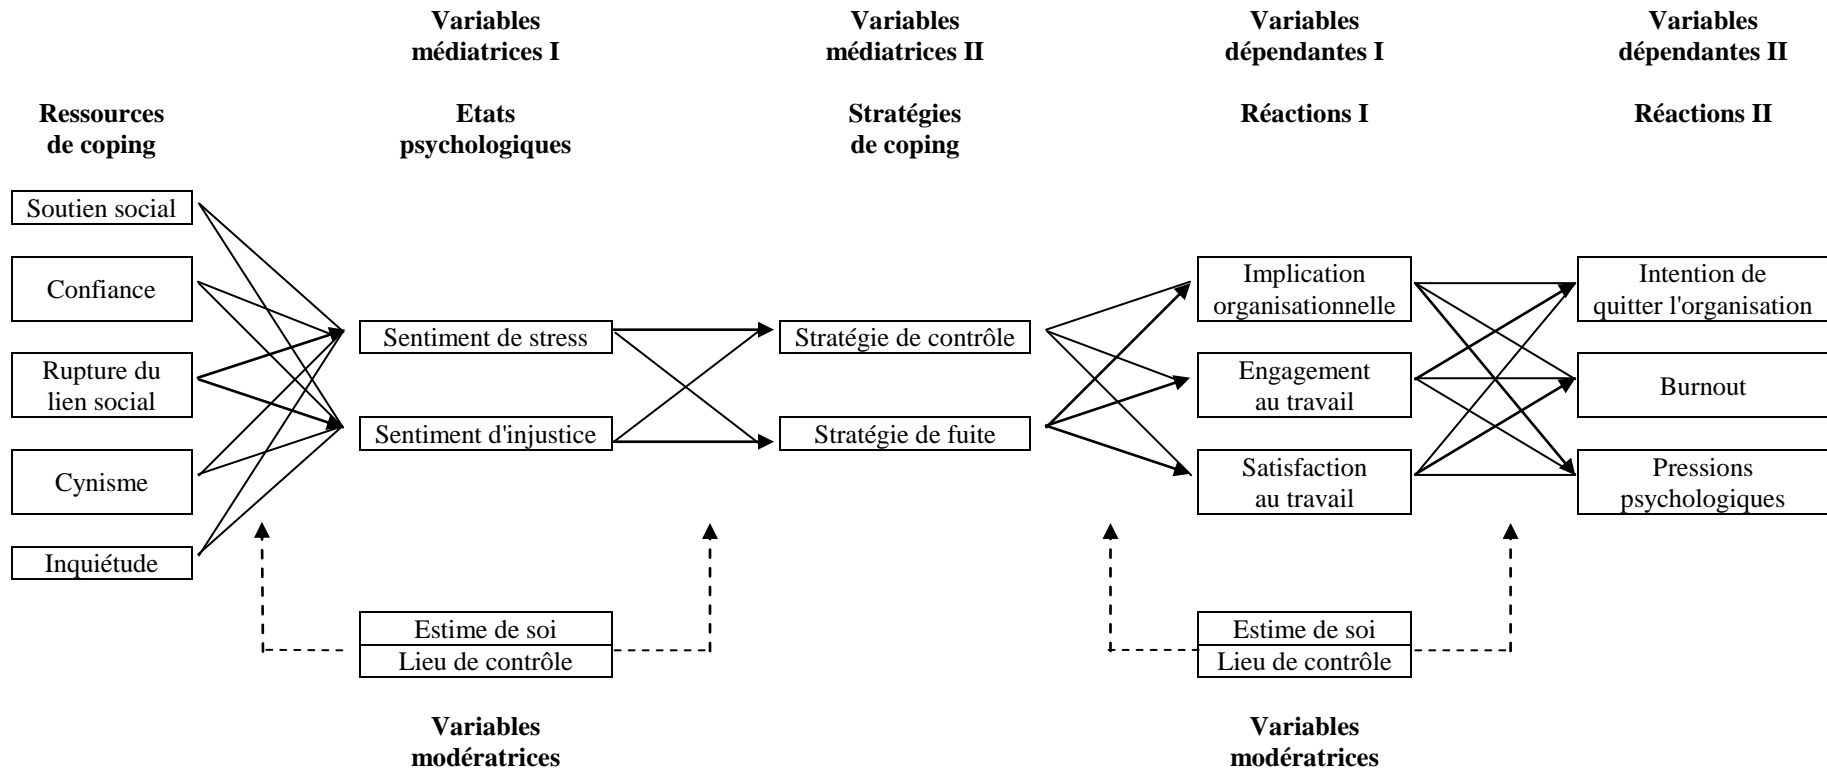 Variables
médiatrices I
Variables
médiatrices II
Variables
dépendantes I
Variables
dépendantes II
Ressources
de coping
Etats
psychologiques
Stratégies
de coping
Réactions I
Réactions II
Soutien social
Confiance
Rupture du
lien social
Cynisme
Inquiétude
Sentiment de stress
Sentiment d'injustice
Stratégie de contrôle
Stratégie de fuite
Implication
organisationnelle
Engagement
au travail
Satisfaction
au travail
Intention de
quitter l'organisation
Burnout
Pressions
psychologiques
Estime de soi
Lieu de contrôle
Estime de soi
Lieu de contrôle
Variables
modératrices
Variables
modératrices